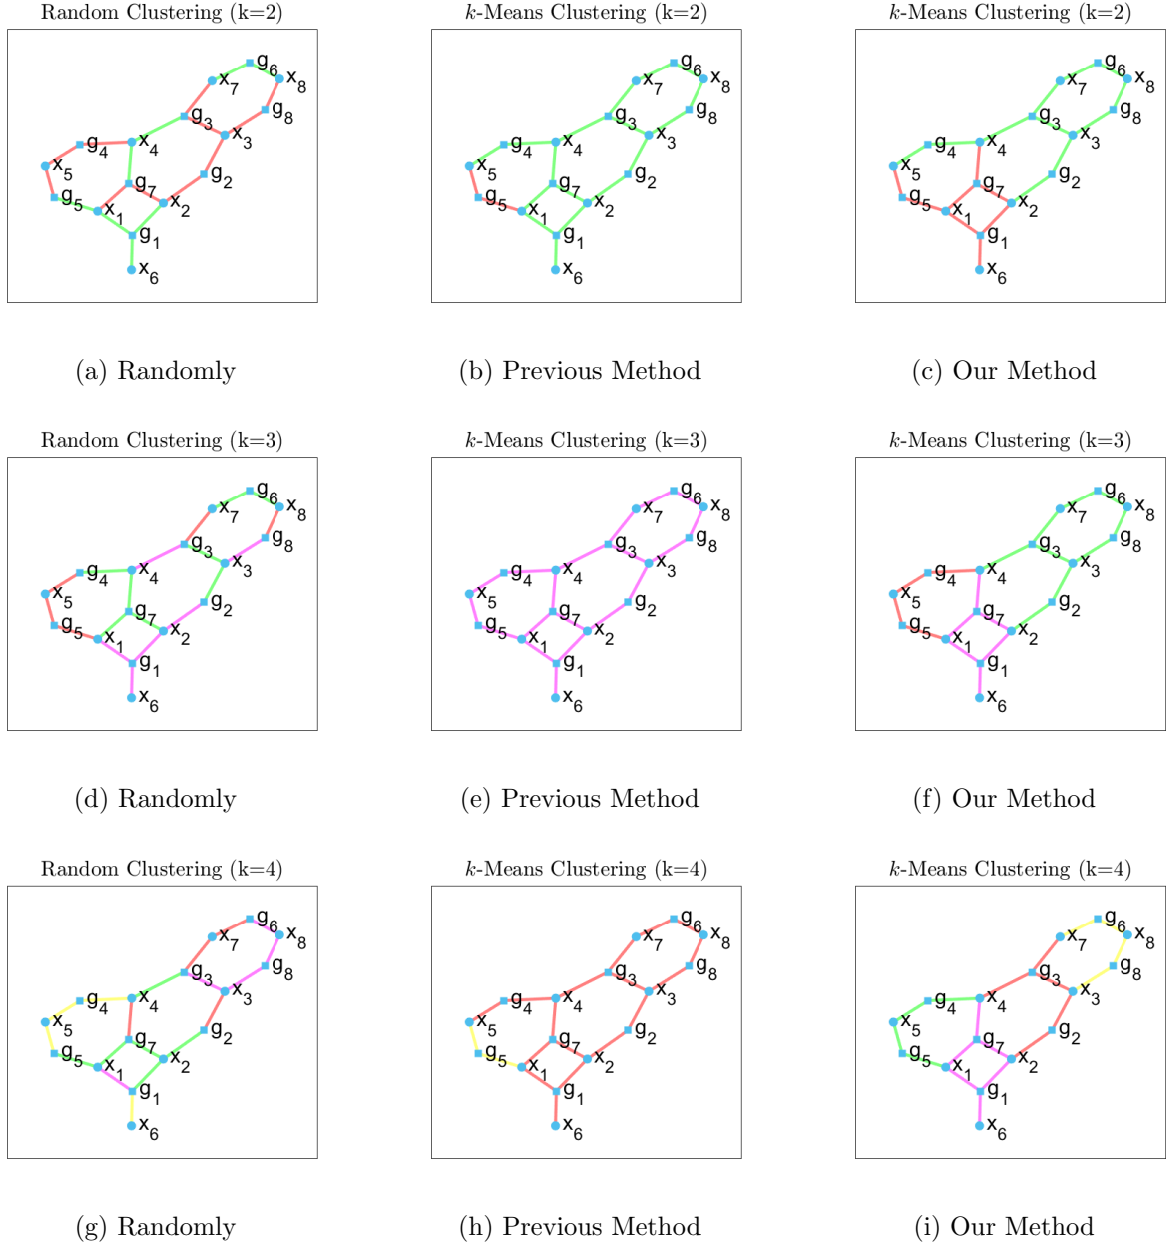 Random Clustering (k=2)
k-Means Clustering (k=2)
k-Means Clustering (k=2)
g6
x8
x7
g8
g3
x3
x4
g4
x5
g2
g7
g5
x1
x2
g1
x6
g6
x8
x7
g8
g3
x3
x4
g4
x5
g2
g7
g5
x1
x2
g1
x6
g6
x8
x7
g8
g3
x3
x4
g4
x5
g2
g7
g5
x1
x2
g1
x6
(a) Randomly
(b) Previous Method
(c) Our Method
Random Clustering (k=3)
k-Means Clustering (k=3)
k-Means Clustering (k=3)
g6
x8
x7
g8
g3
x3
x4
g4
x5
g2
g7
g5
x1
x2
g1
x6
g6
x8
x7
g8
g3
x3
x4
g4
x5
g2
g7
g5
x1
x2
g1
x6
g6
x8
x7
g8
g3
x3
x4
g4
x5
g2
g7
g5
x1
x2
g1
x6
(d) Randomly
(e) Previous Method
(f) Our Method
Random Clustering (k=4)
k-Means Clustering (k=4)
k-Means Clustering (k=4)
g6
x8
x7
g8
g3
x3
x4
g4
x5
g2
g7
g5
x1
x2
g1
x6
g6
x8
x7
g8
g3
x3
x4
g4
x5
g2
g7
g5
x1
x2
g1
x6
g6
x8
x7
g8
g3
x3
x4
g4
x5
g2
g7
g5
x1
x2
g1
x6
(g) Randomly
(h) Previous Method
(i) Our Method